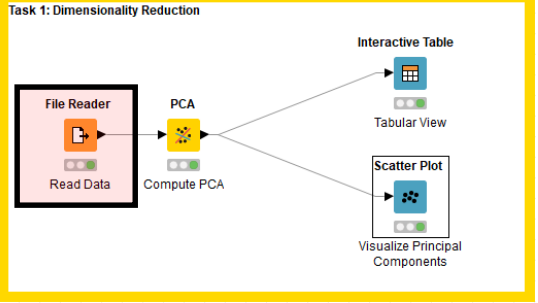 Task 1: Dimensionality Reduction
Interactive Table
Tabular View
File Reader
Read Data
PCA
Compute PCA
Scatter Plot
Visualize Principal
Components